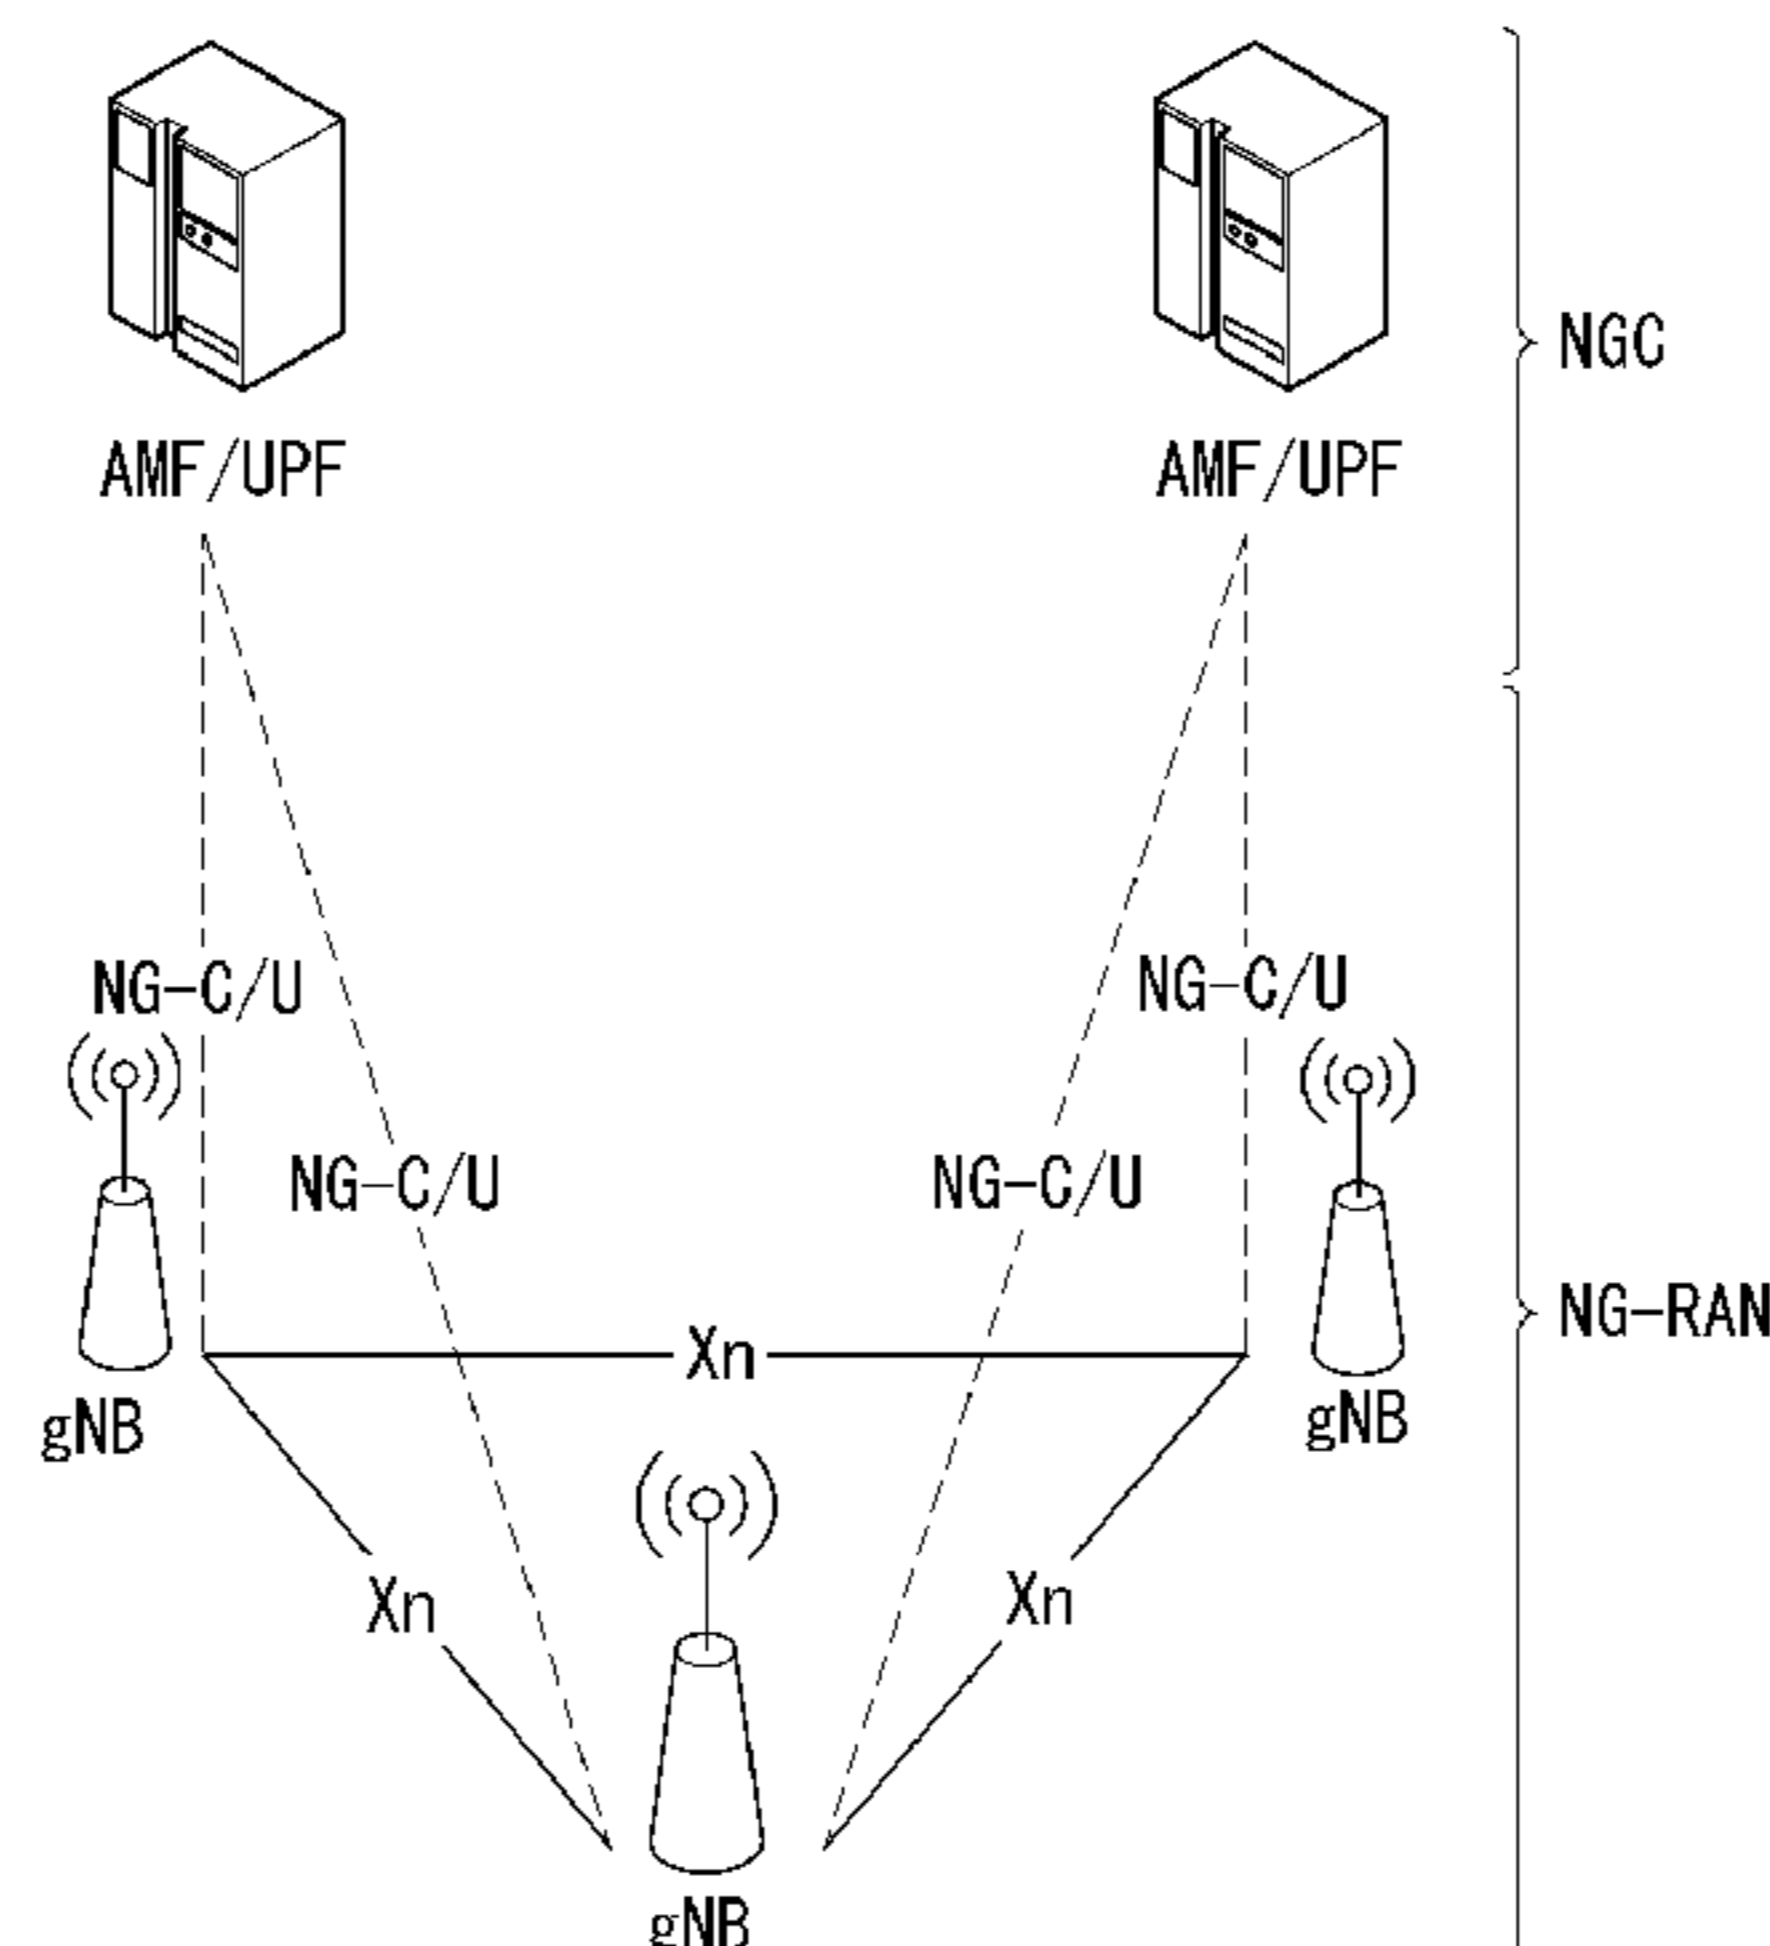 NGC
AMF/UPF
AMF/UPF
NG-C/U
NG-C/U
NG-C/U
NG-C/U
NG-RAN
Xn
gNB
gNB
Xn
Xn
gNB